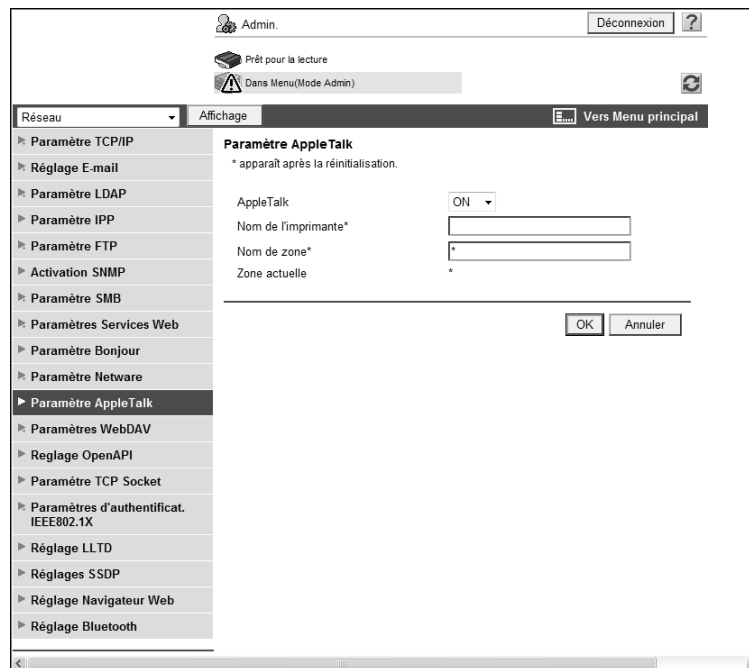 Admin.
Déconnexion
?
Prêt pour la lecture
Dans Menu(Mode Admin)
Réseau
Affichage
Vers Menu principal
Paramètre TCP/IP
Réglage E-mail
Paramètre LDAP
Paramètre IPP
Paramètre FTP
Activation SNMP
Paramètre SMB
Paramètres Services Web
Paramètre Bonjour
Paramètre Netware
Paramètre AppleTalk
Paramètres WebDAV
Reglage OpenAPI
Paramétre TCP Socket
Paramètres d'authentificat.
IEEE802.1X
Réglage LLTD
Réglages SSDP
Réglage Navigateur Web
Réglage Bluetooth
Paramètre AppleTalk
* apparaît après la réinitialisation.
AppleTalk
ON
Nom de l'imprimante*
Nom de zone*
*
Zone actuelle
*
OK
Annuler